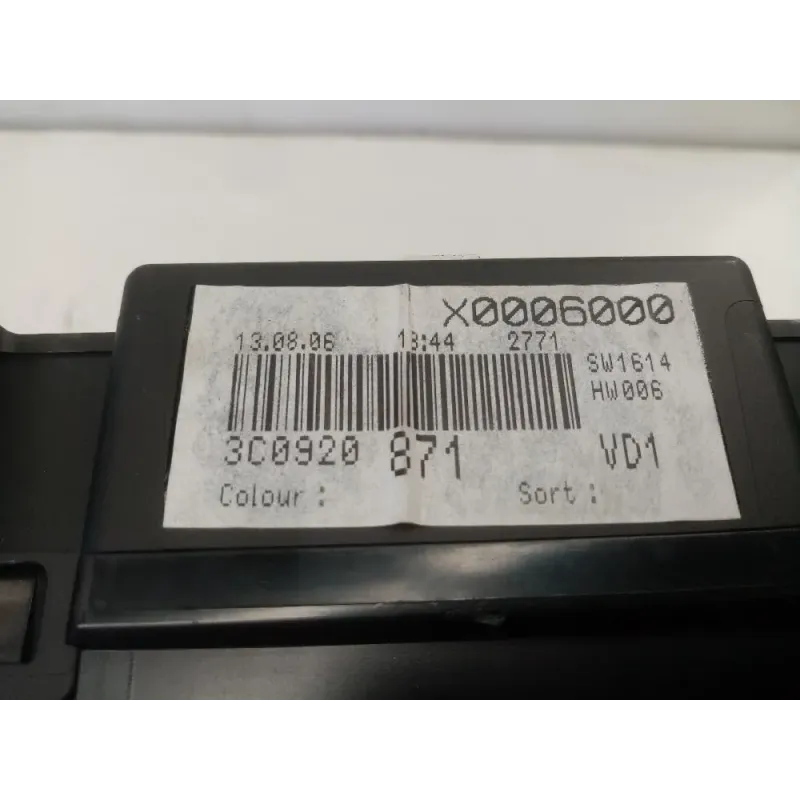 X0006000
13.08.06 13:44 2771
SW1614
HW006
3C0920 871 VD1
Colour : Sort :